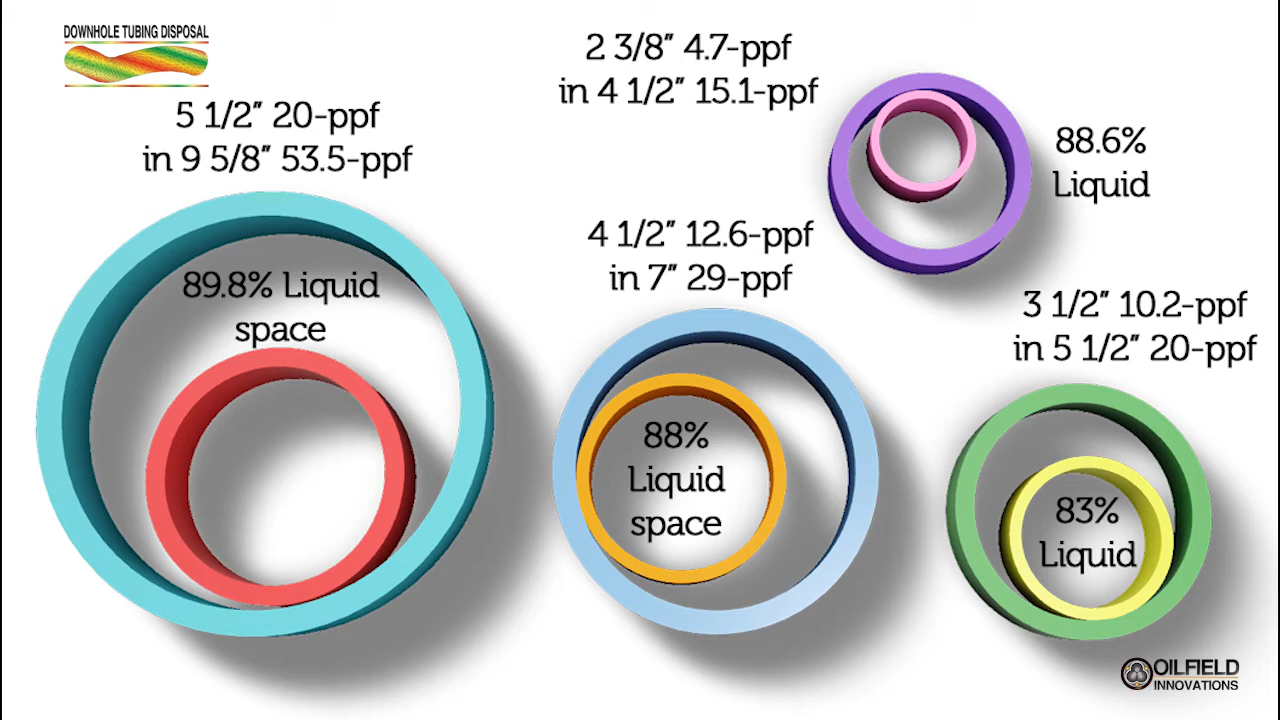 DOWNHOLE TUBING DISPOSAL
5 1/2” 20-ppf
in 9 5/8” 53.5-ppf
89.8% Liquid
space
2 3/8” 4.7-ppf
in 4 1/2” 15.1-ppf
88.6%
Liquid
4 1/2” 12.6-ppf
in 7” 29-ppf
88%
Liquid
space
3 1/2” 10.2-ppf
in 5 1/2” 20-ppf
83%
Liquid
OILFIELD
INNOVATIONS